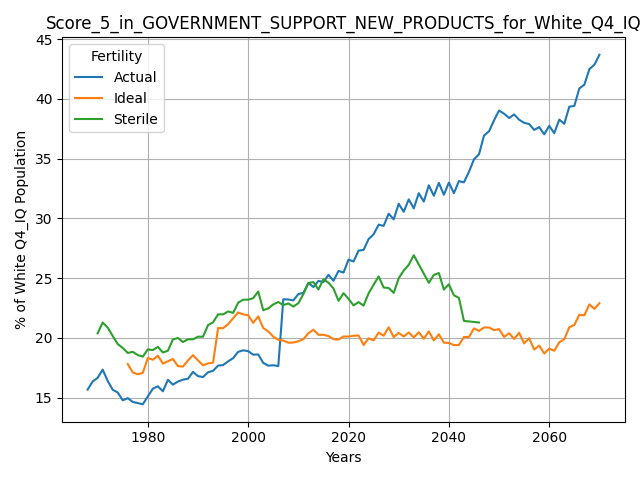 Score_5_in_GOVERNMENT_SUPPORT_NEW_PRODUCTS_for_White_Q4_IQ
45
40
35
30
25
20
15
% of White Q4_IQ Population
Fertility
Actual
Ideal
Sterile
1980
2000
2020
2040
2060
Years